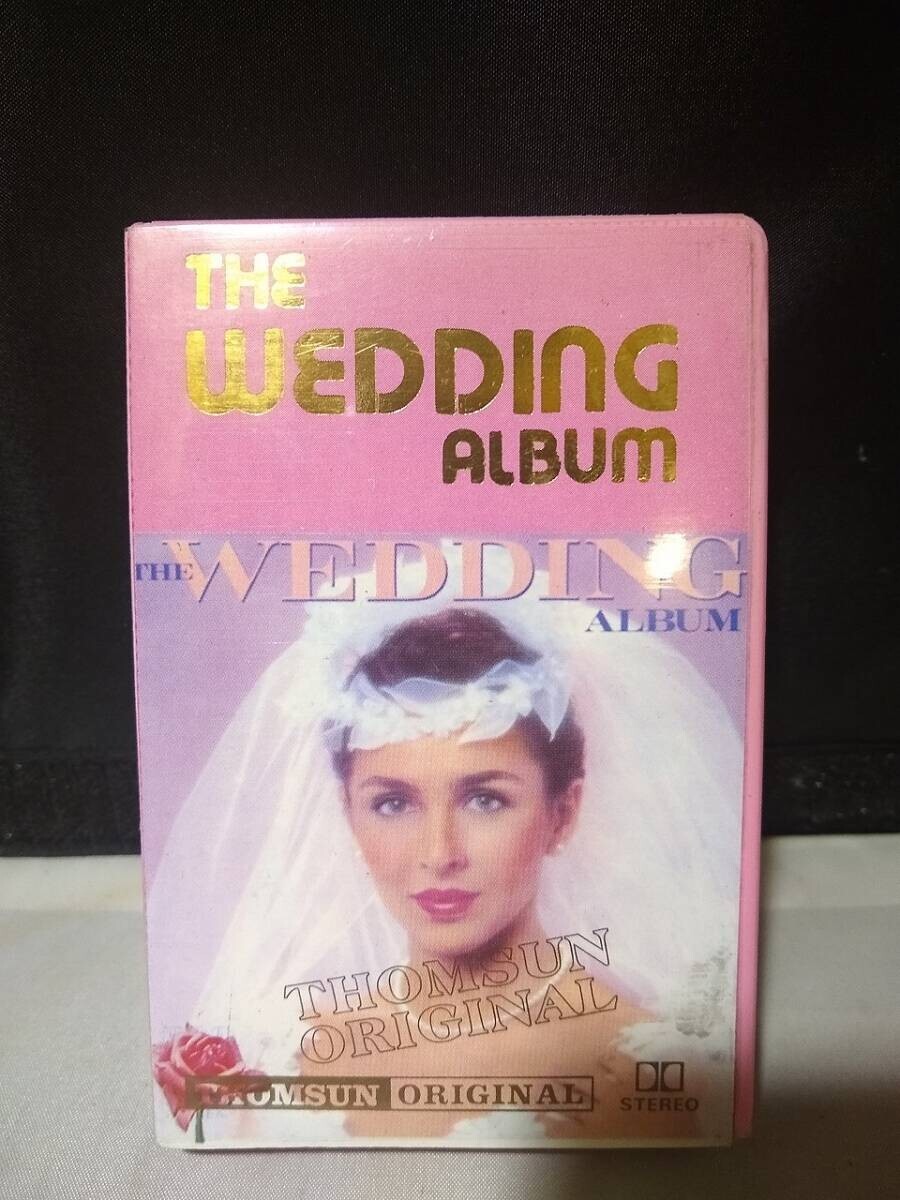 THE
WEDDING
ALBUM
THE WEDDING
ALBUM
THOMSUN
ORIGINAL
THOMSUN ORIGINAL
STEREO